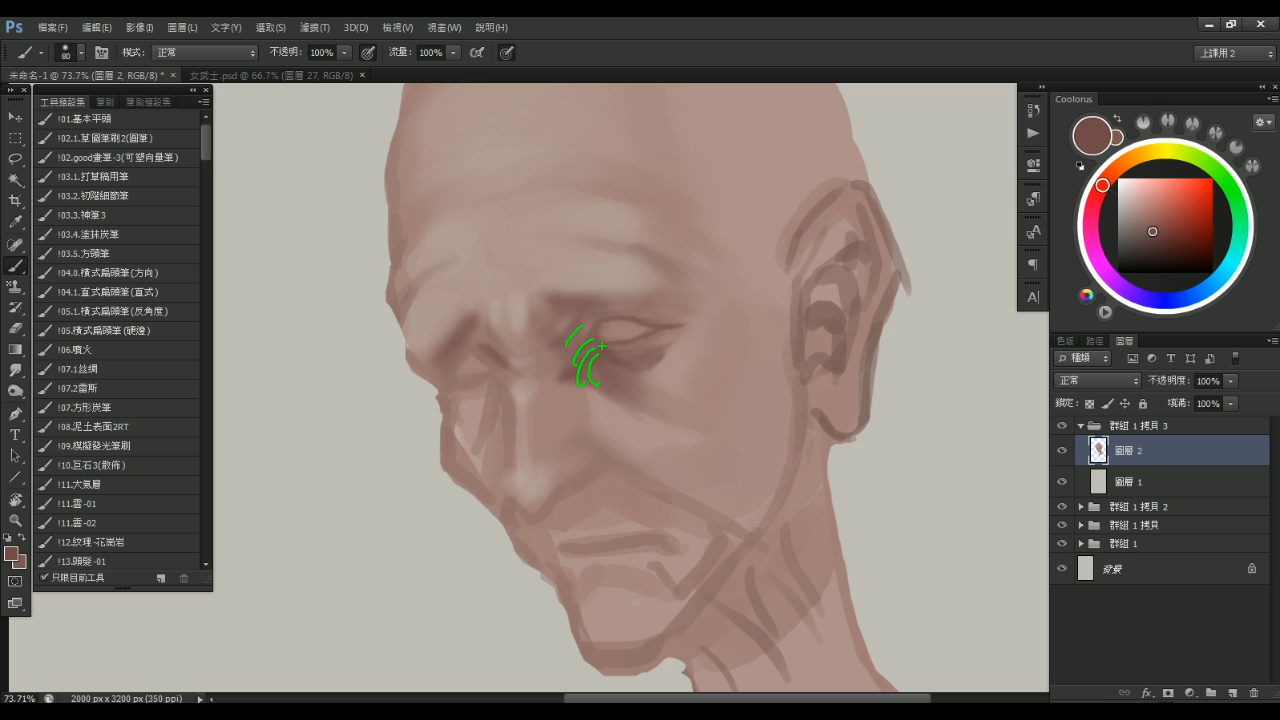 Ps 檔案(F) 編輯(E) 影像(I) 圖層(L) 文字(Y) 選取(S) 濾鏡(T) 3D(D) 檢視(V) 視窗(W) 說明(H)
80 模式: 正常 不透明: 100% 流量: 100% 上課用 2
未命名-1 @ 73.7% (圖層 2, RGB/8) * × 女武士.psd @ 66.7% (圖層 27, RGB/8) ×
工具預設集 筆刷 筆刷預設集
!01.基本平頭
!02.1.草圖筆刷2(圓筆)
!02.good畫筆-3(可塑向量筆)
!03.1.打草稿用筆
!03.2.初階細節筆
!03.3.神筆3
!03.4.塗抹炭筆
!03.5.方頭筆
!04.0.橫式扁頭筆(方向)
!04.1.直式扁頭筆(直式)
!05.1.橫式扁頭筆(反角度)
!05.橫式扁頭筆(硬邊)
!06.噴火
!07.1絲綢
!07.2雷斯
!07.方形炭筆
!08.泥土表面2RT
!09.模擬發光筆刷
!10.巨石3(散佈)
!11.大氣層
!11.雲-01
!11.雲-02
!12.紋理-花崗岩
!13.頭髮-01
只限目前工具
Coolorus
色版 路徑 圖層
種類
正常 不透明度: 100%
鎖定: 填滿: 100%
群組 1 拷貝 3
圖層 2
圖層 1
群組 1 拷貝 2
群組 1 拷貝
群組 1
背景
73.71% 2000 px x 3200 px (350 ppi)